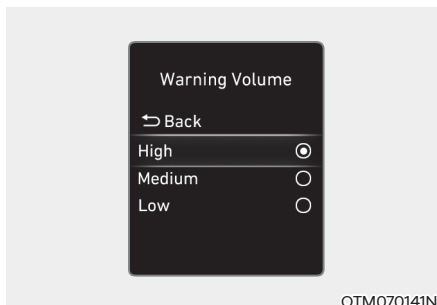 Warning Volume
Back
High
Medium
Low
OTM070141N